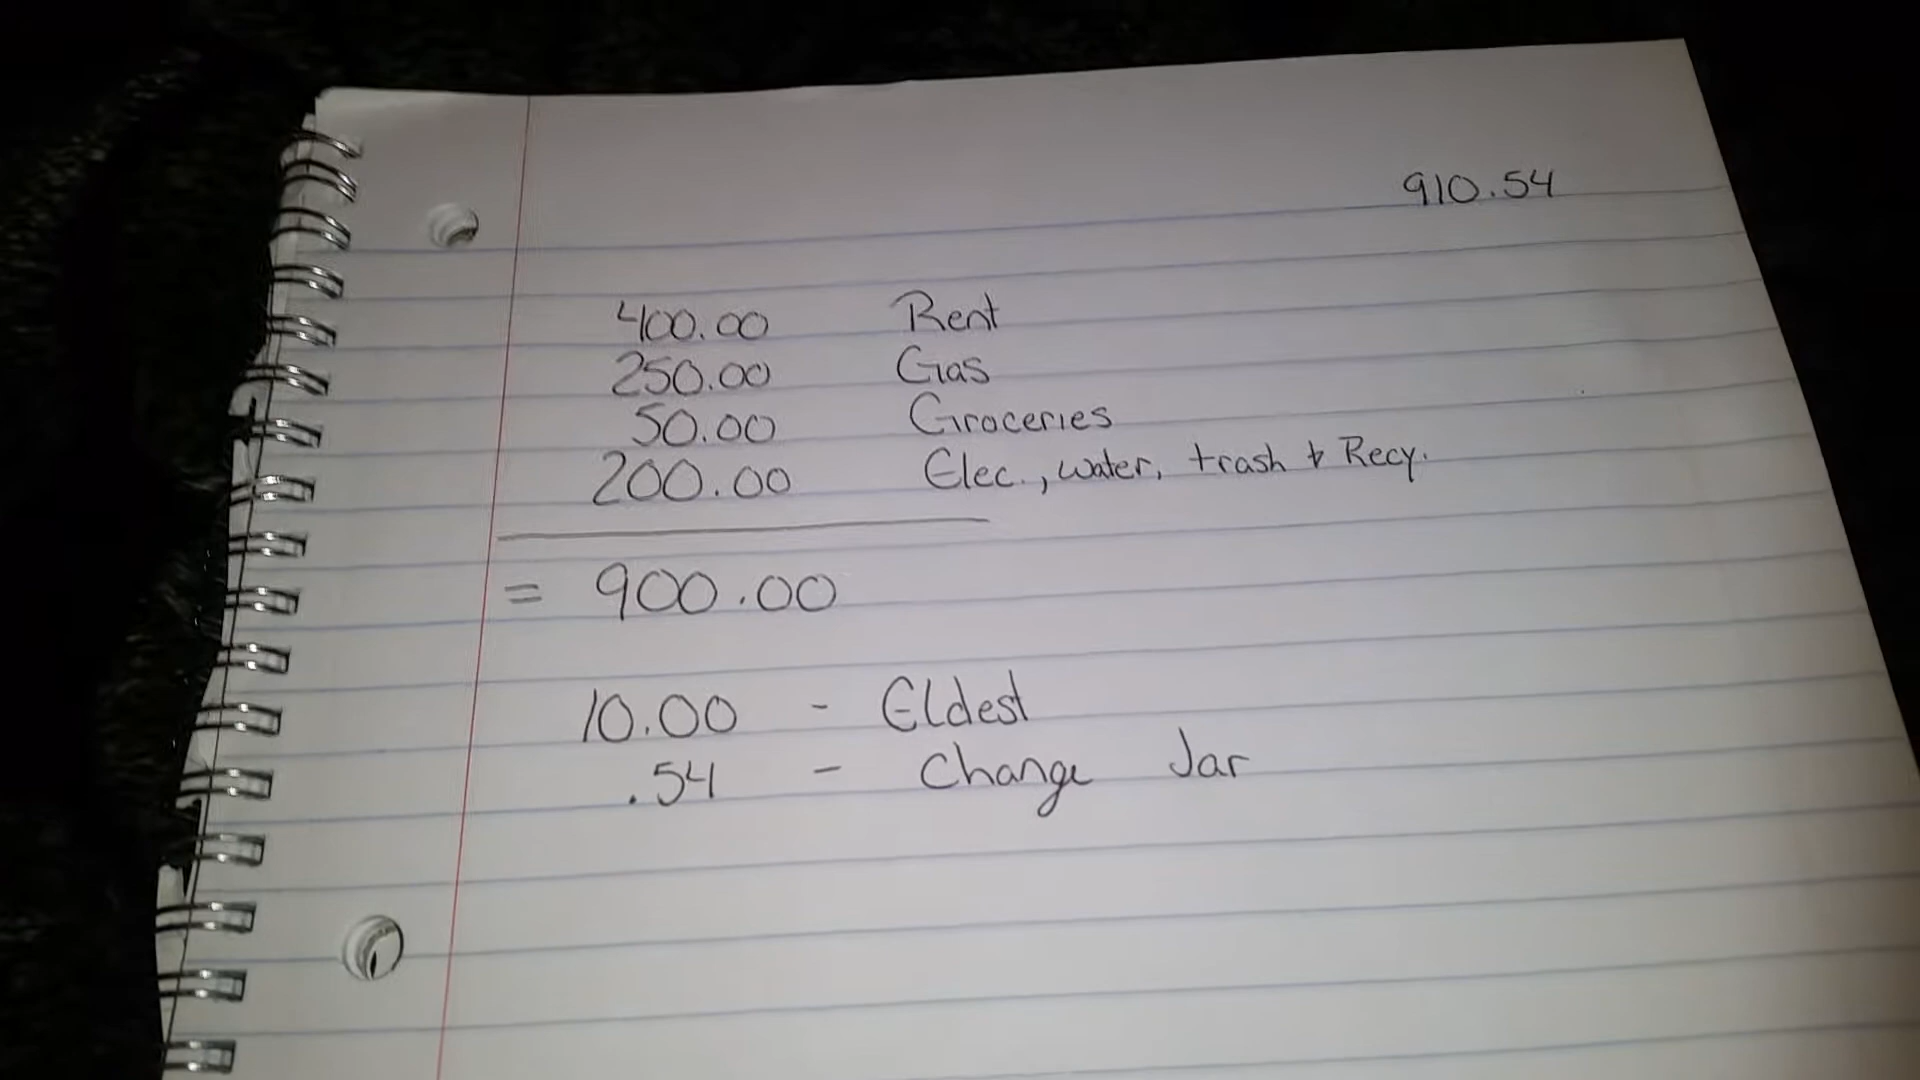 910.54
400.00 Rent
250.00 Gas
50.00 Groceries
200.00 Elec., water, trash & Recy.
= 900.00
10.00 - Eldest
.54 - Change Jar